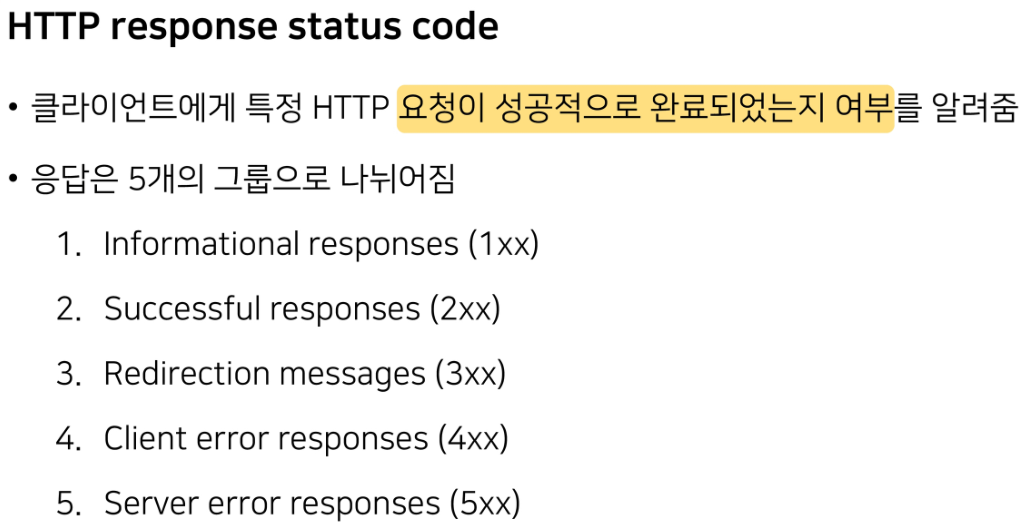 HTTP response status code
• 클라이언트에게 특정 HTTP 요청이 성공적으로 완료되었는지 여부를 알려줌
• 응답은 5개의 그룹으로 나뉘어짐
1. Informational responses (1xx)
2. Successful responses (2xx)
3. Redirection messages (3xx)
4. Client error responses (4xx)
5. Server error responses (5xx)